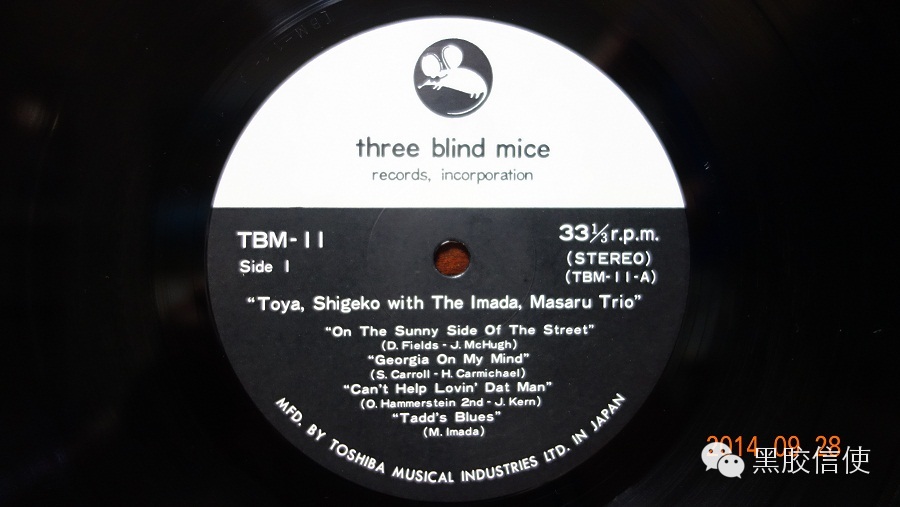 three blind mice
records, incorporation
TBM-11
33⅓ r.p.m.
Side 1
(STEREO)
(TBM-11-A)
“Toya, Shigeko with The Imada, Masaru Trio”
“On The Sunny Side Of The Street”
(D. Fields - J. McHugh)
“Georgia On My Mind”
(S. Carroll - H. Carmichael)
“Can't Help Lovin' Dat Man”
(O. Hammerstein 2nd - J. Kern)
“Tadd's Blues”
(M. Imada)
MFD. BY TOSHIBA MUSICAL INDUSTRIES LTD. IN JAPAN
2014 09 28
黑胶信使